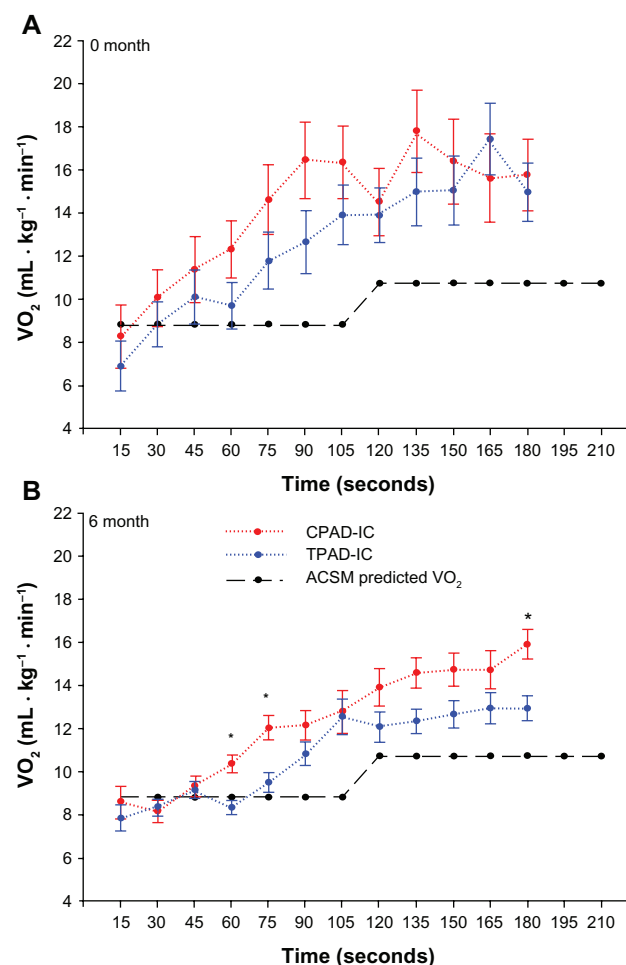 A
0 month
22
20
18
16
14
12
10
8
6
4
VO₂ (mL · kg⁻¹ · min⁻¹)
15 30 45 60 75 90 105 120 135 150 165 180 195 210
Time (seconds)
B
6 month
22
20
18
16
14
12
10
8
6
4
VO₂ (mL · kg⁻¹ · min⁻¹)
CPAD-IC
TPAD-IC
ACSM predicted VO₂
*
*
*
15 30 45 60 75 90 105 120 135 150 165 180 195 210
Time (seconds)